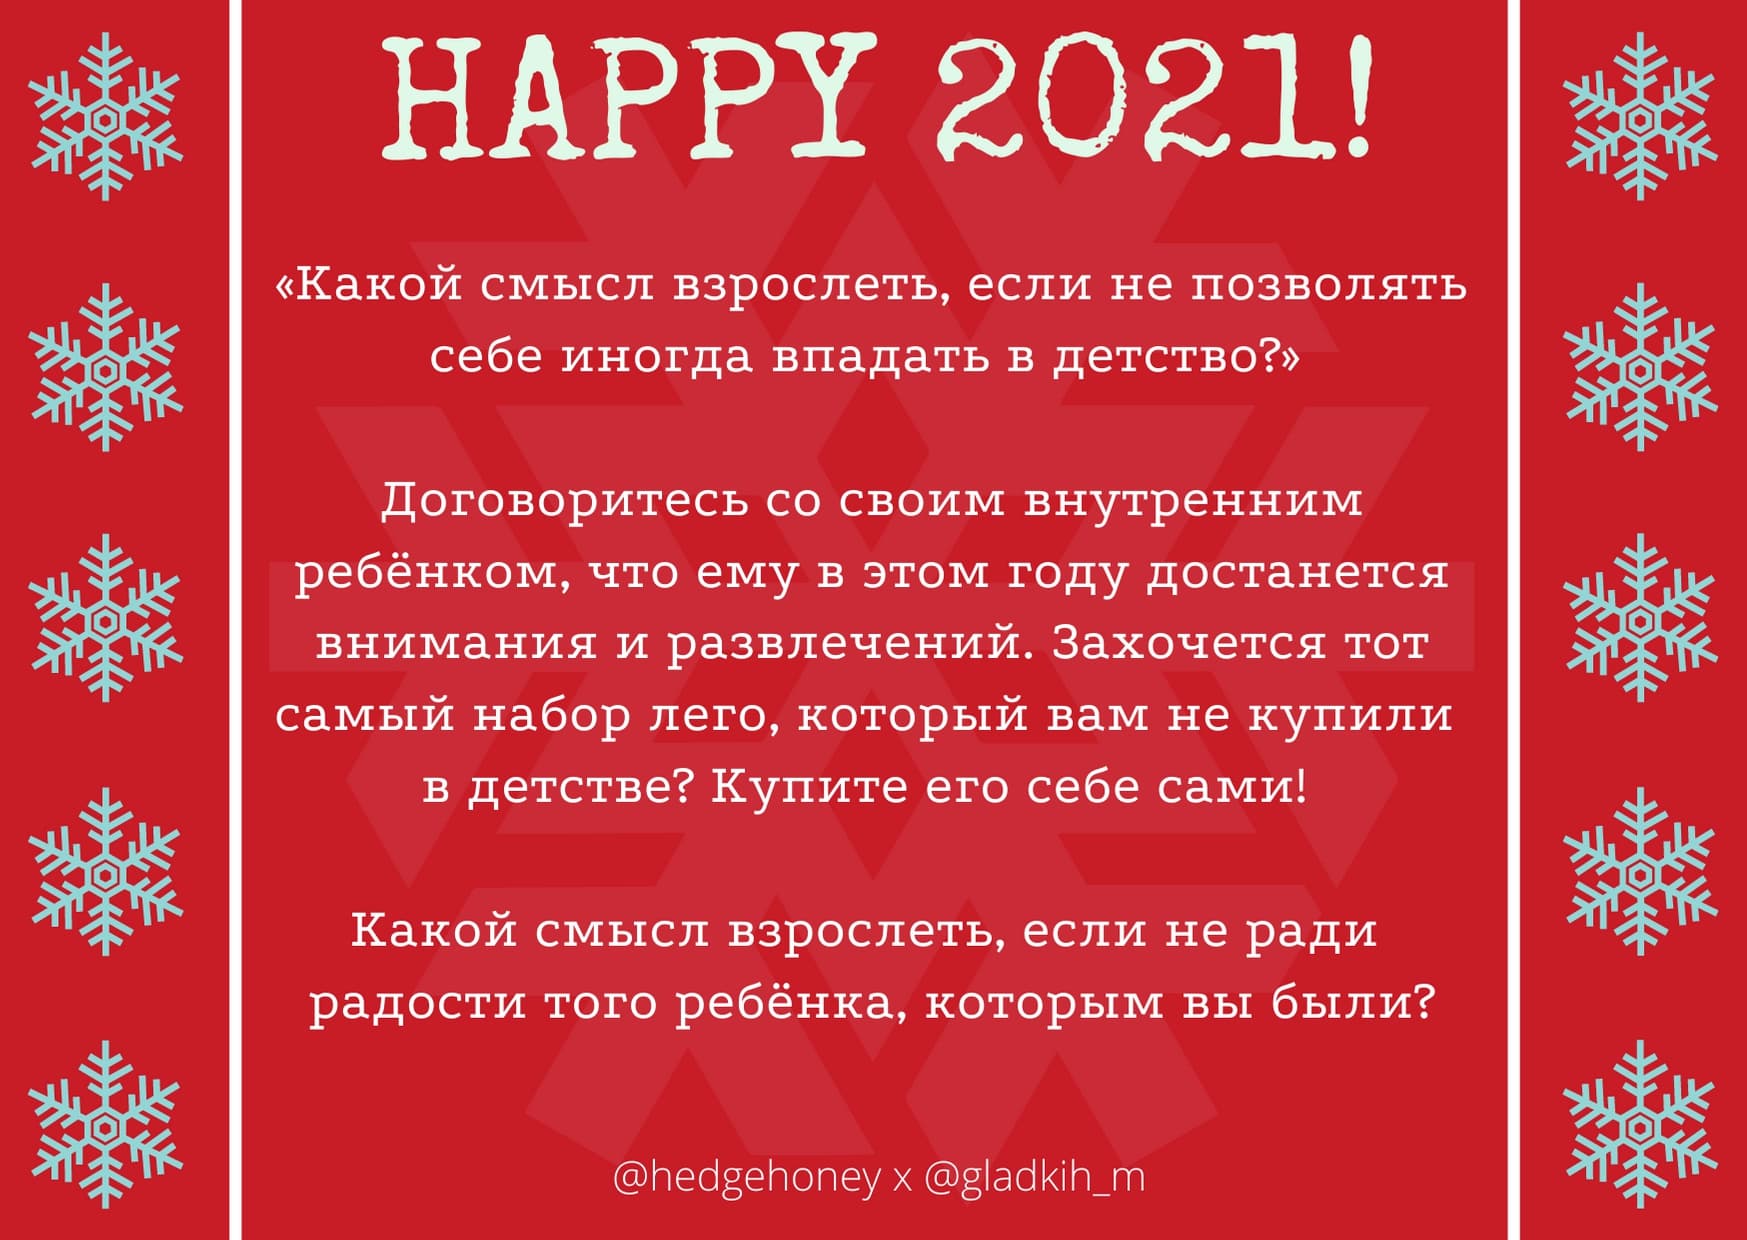 HAPPY 2021!
«Какой смысл взрослеть, если не позволять
себе иногда впадать в детство?»
Договоритесь со своим внутренним
ребёнком, что ему в этом году достанется
внимания и развлечений. Захочется тот
самый набор лего, который вам не купили
в детстве? Купите его себе сами!
Какой смысл взрослеть, если не ради
радости того ребёнка, которым вы были?
@hedgehoney x @gladkih_m